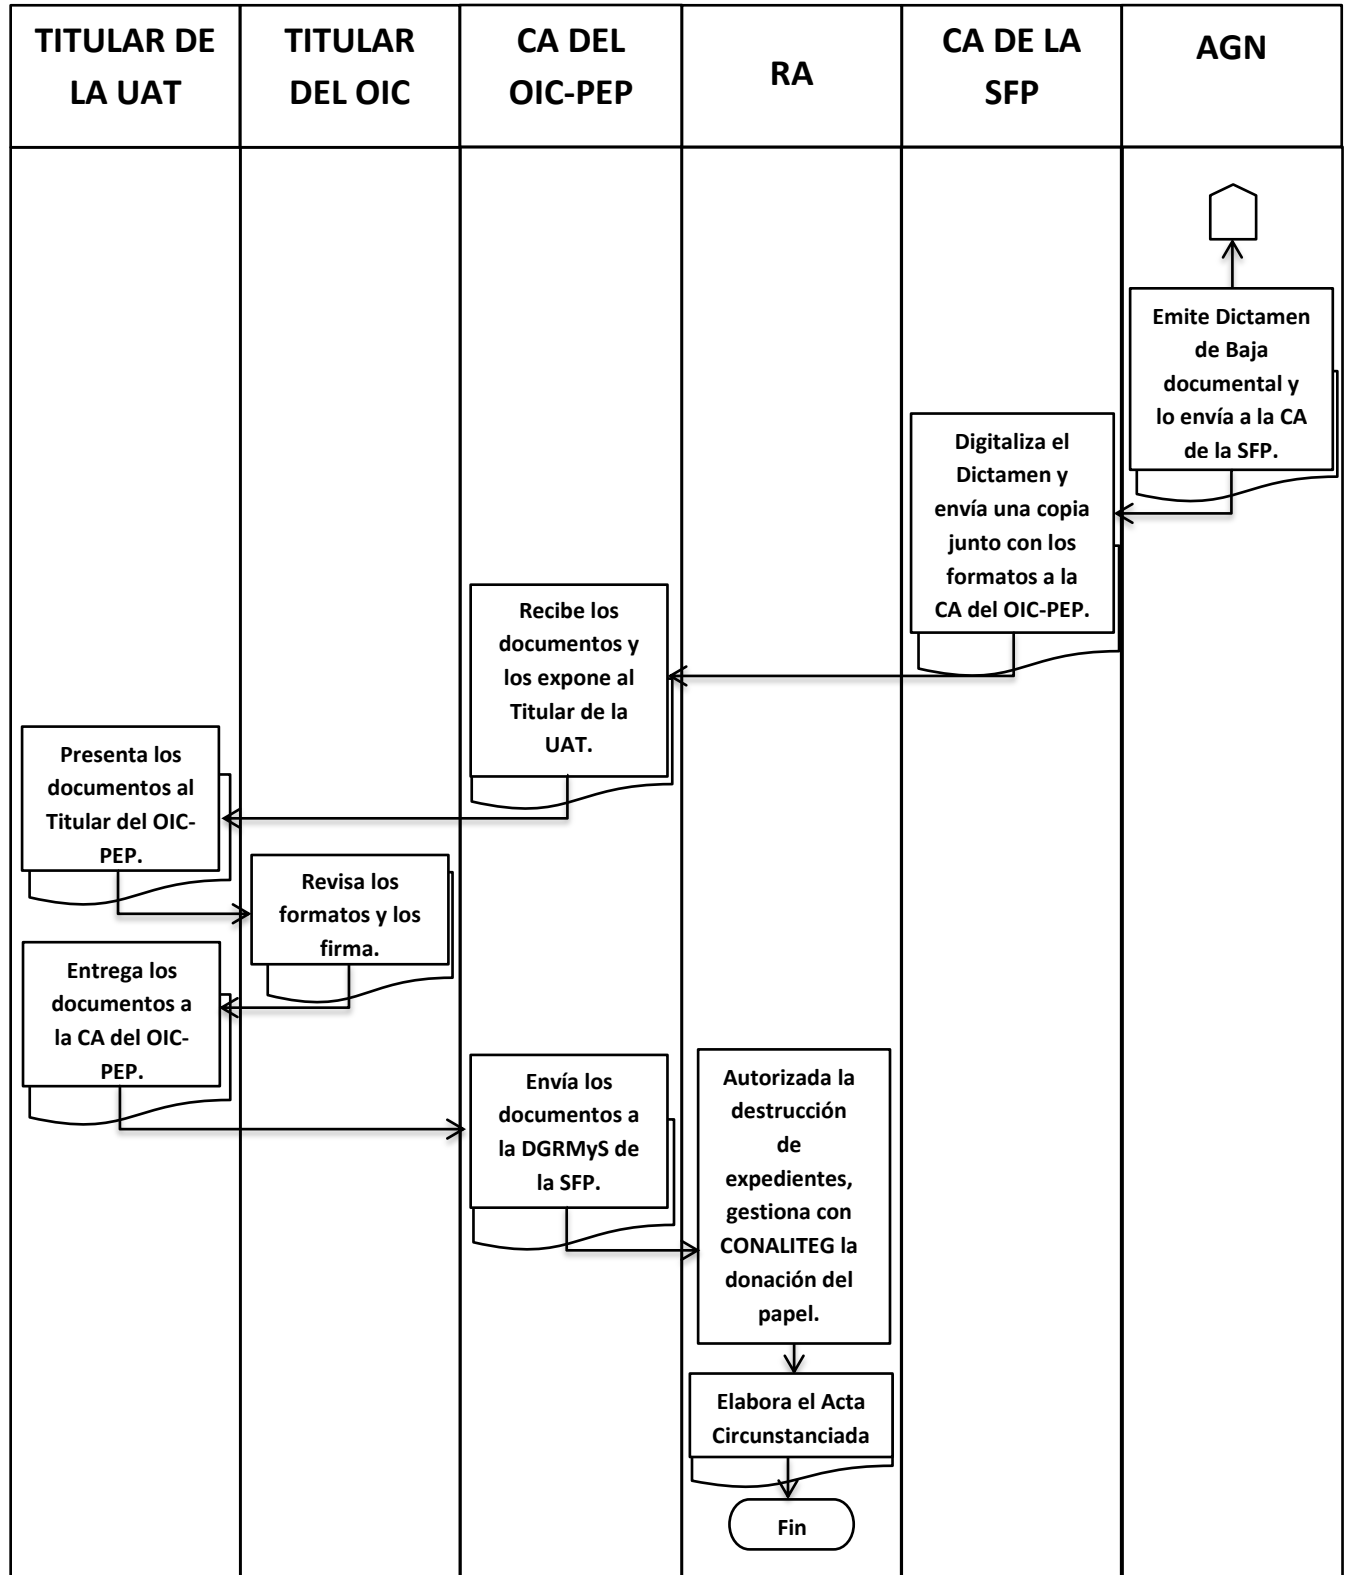 TITULAR DE
LA UAT
TITULAR
DEL OIC
CA DEL
OIC-PEP
RA
CA DE LA
SFP
AGN
Emite Dictamen
de Baja
documental y
lo envía a la CA
de la SFP.
Digitaliza el
Dictamen y
envía una copia
junto con los
formatos a la
CA del OIC-PEP.
Recibe los
documentos y
los expone al
Titular de la
UAT.
Presenta los
documentos al
Titular del OIC-
PEP.
Revisa los
formatos y los
firma.
Entrega los
documentos a
la CA del OIC-
PEP.
Envía los
documentos a
la DGRMyS de
la SFP.
Autorizada la
destrucción
de
expedientes,
gestiona con
CONALITEG la
donación del
papel.
Elabora el Acta
Circunstanciada
Fin